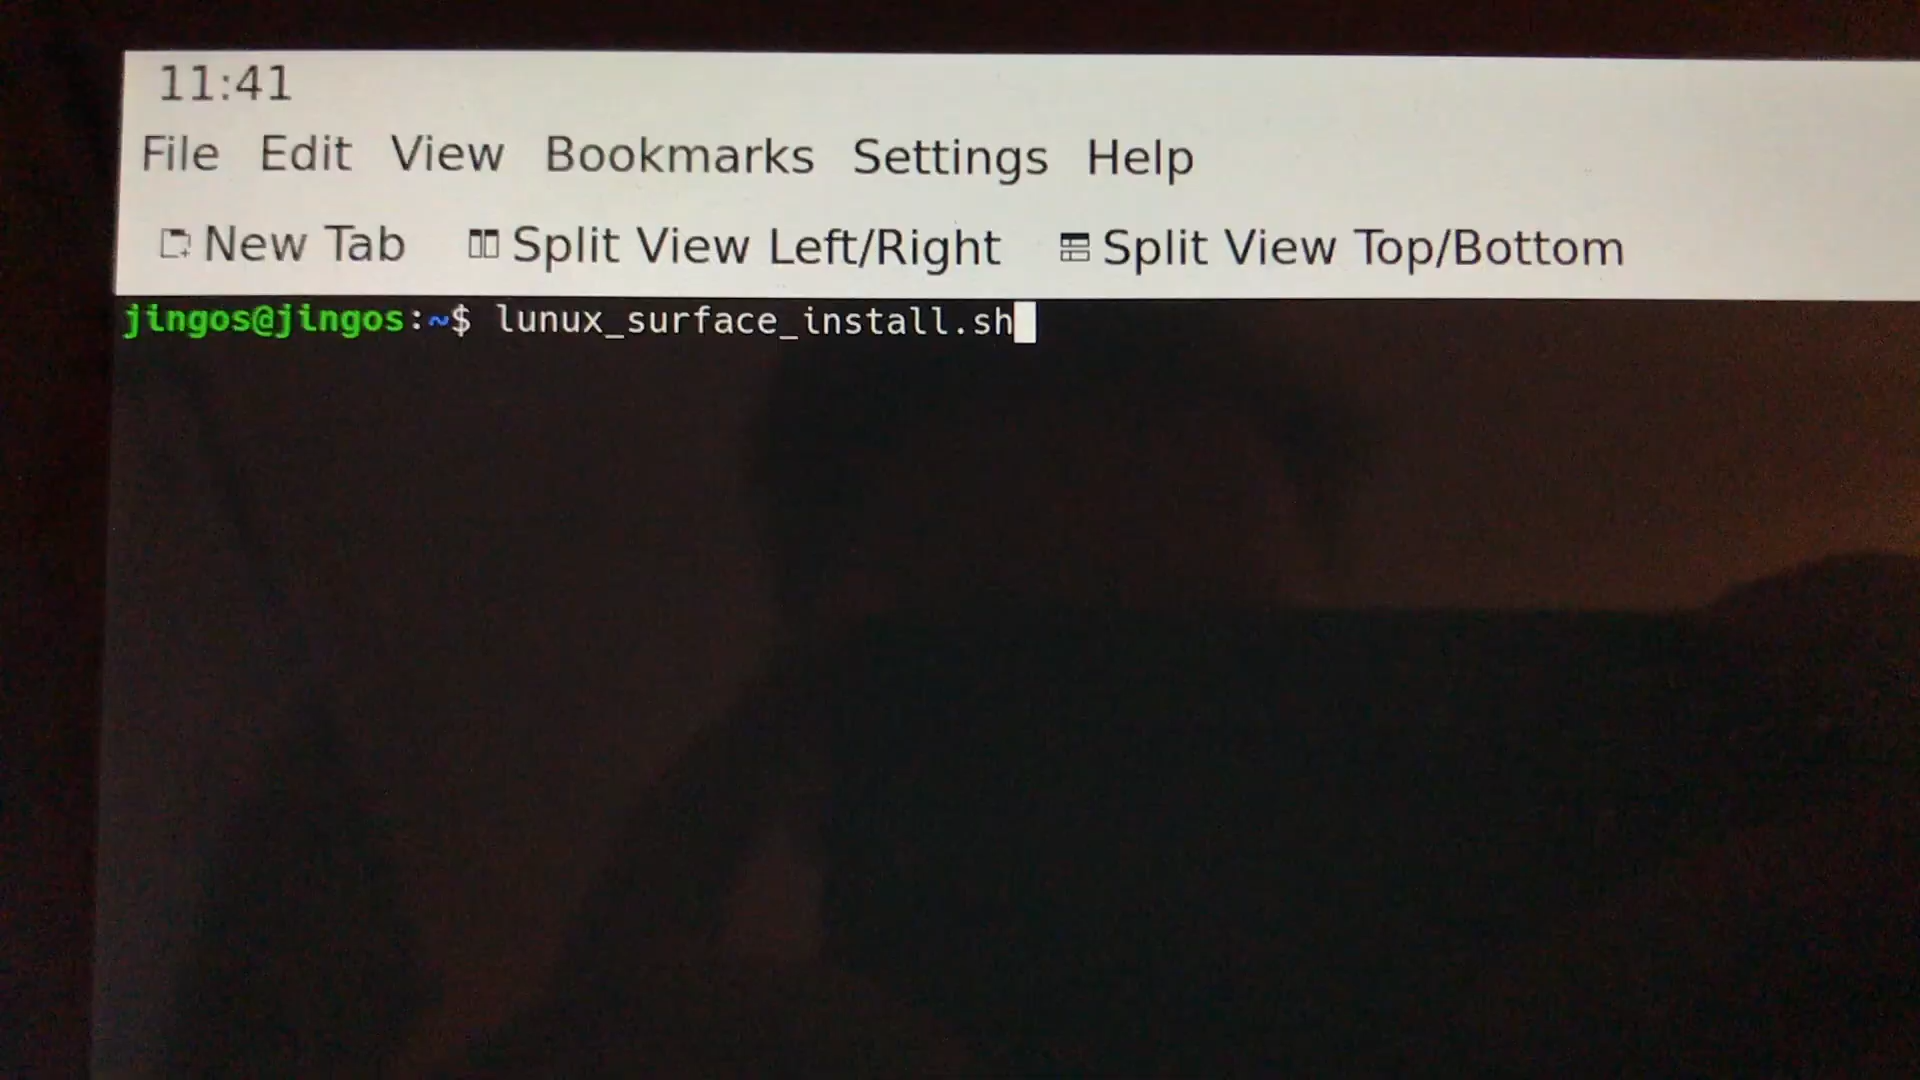 11:41
File Edit View Bookmarks Settings Help
New Tab Split View Left/Right Split View Top/Bottom
jingos@jingos:~$ lunux_surface_install.sh